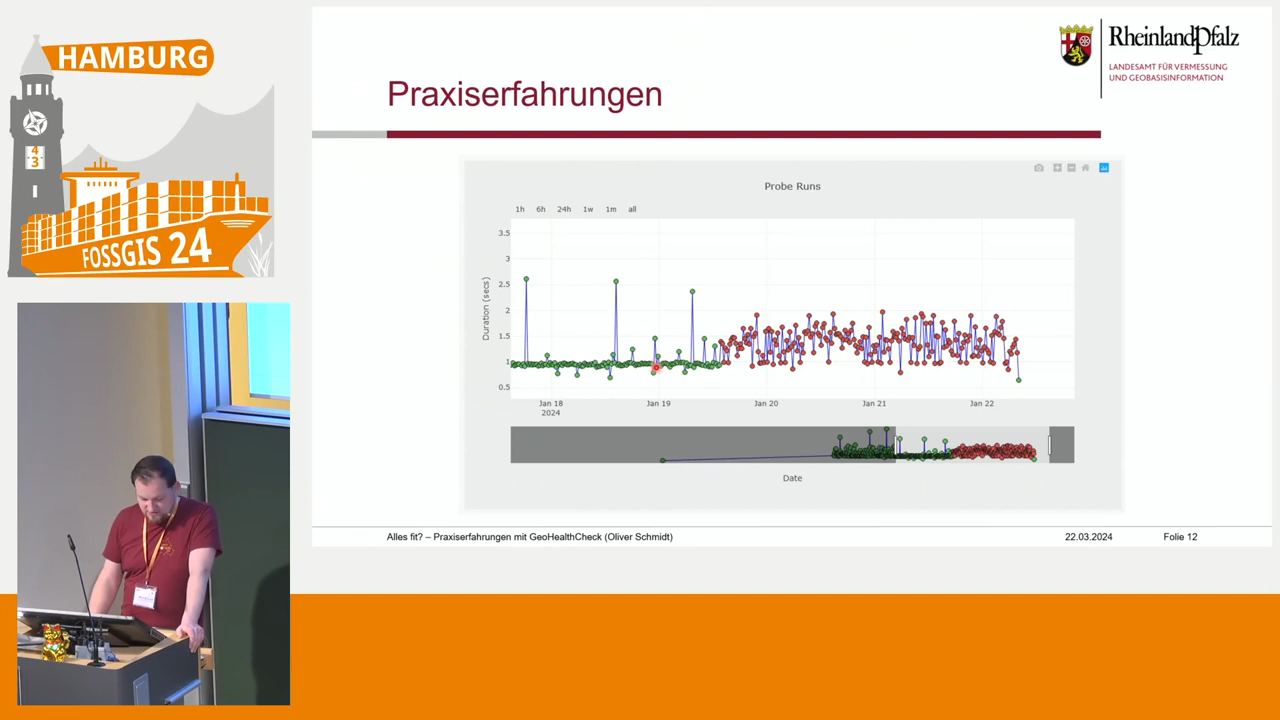 HAMBURG
4
3
FOSSGIS 24
RheinlandPfalz
LANDESAMT FÜR VERMESSUNG
UND GEOBASISINFORMATION
Praxiserfahrungen
Probe Runs
1h 6h 24h 1w 1m all
3.5
3
2.5
2
1.5
1
0.5
Duration (secs)
Jan 18 Jan 19 Jan 20 Jan 21 Jan 22
2024
Date
Alles fit? – Praxiserfahrungen mit GeoHealthCheck (Oliver Schmidt) 22.03.2024 Folie 12